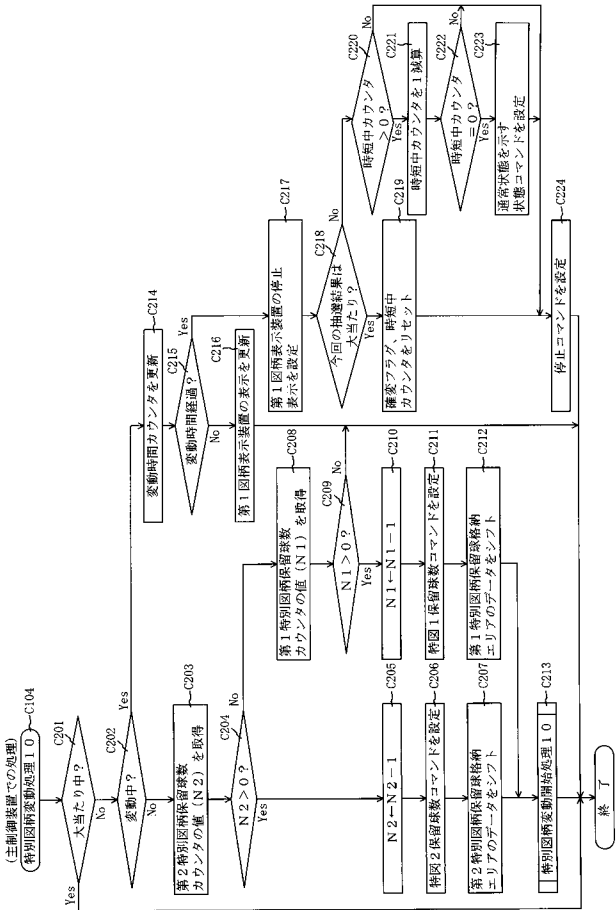 (主制御装置での処理)
特別図柄変動処理10
C104
大当たり中?
C201
Yes
No
変動中?
C202
Yes
No
第2特別図柄保留球数
カウンタの値(N2)を取得
C203
N2>0?
C204
No
Yes
N2←N2-1
C205
特図2保留球数コマンドを設定
C206
第2特別図柄保留球格納
エリアのデータをシフト
C207
第1特別図柄保留球数
カウンタの値(N1)を取得
C208
N1>0?
C209
No
Yes
N1←N1-1
C210
特図1保留球数コマンドを設定
C211
第1特別図柄保留球格納
エリアのデータをシフト
C212
特別図柄変動開始処理10
C213
変動時間カウンタを更新
C214
変動時間経過?
C215
Yes
No
第1図柄表示装置の表示を更新
C216
第1図柄表示装置の停止
表示を設定
C217
今回の抽選結果は
大当たり?
C218
No
Yes
確変フラグ、時短中
カウンタをリセット
C219
時短中カウンタ
>0?
C220
No
Yes
時短中カウンタを1減算
C221
時短中カウンタ
=0?
C222
No
Yes
通常状態を示す
状態コマンドを設定
C223
停止コマンドを設定
C224
終了